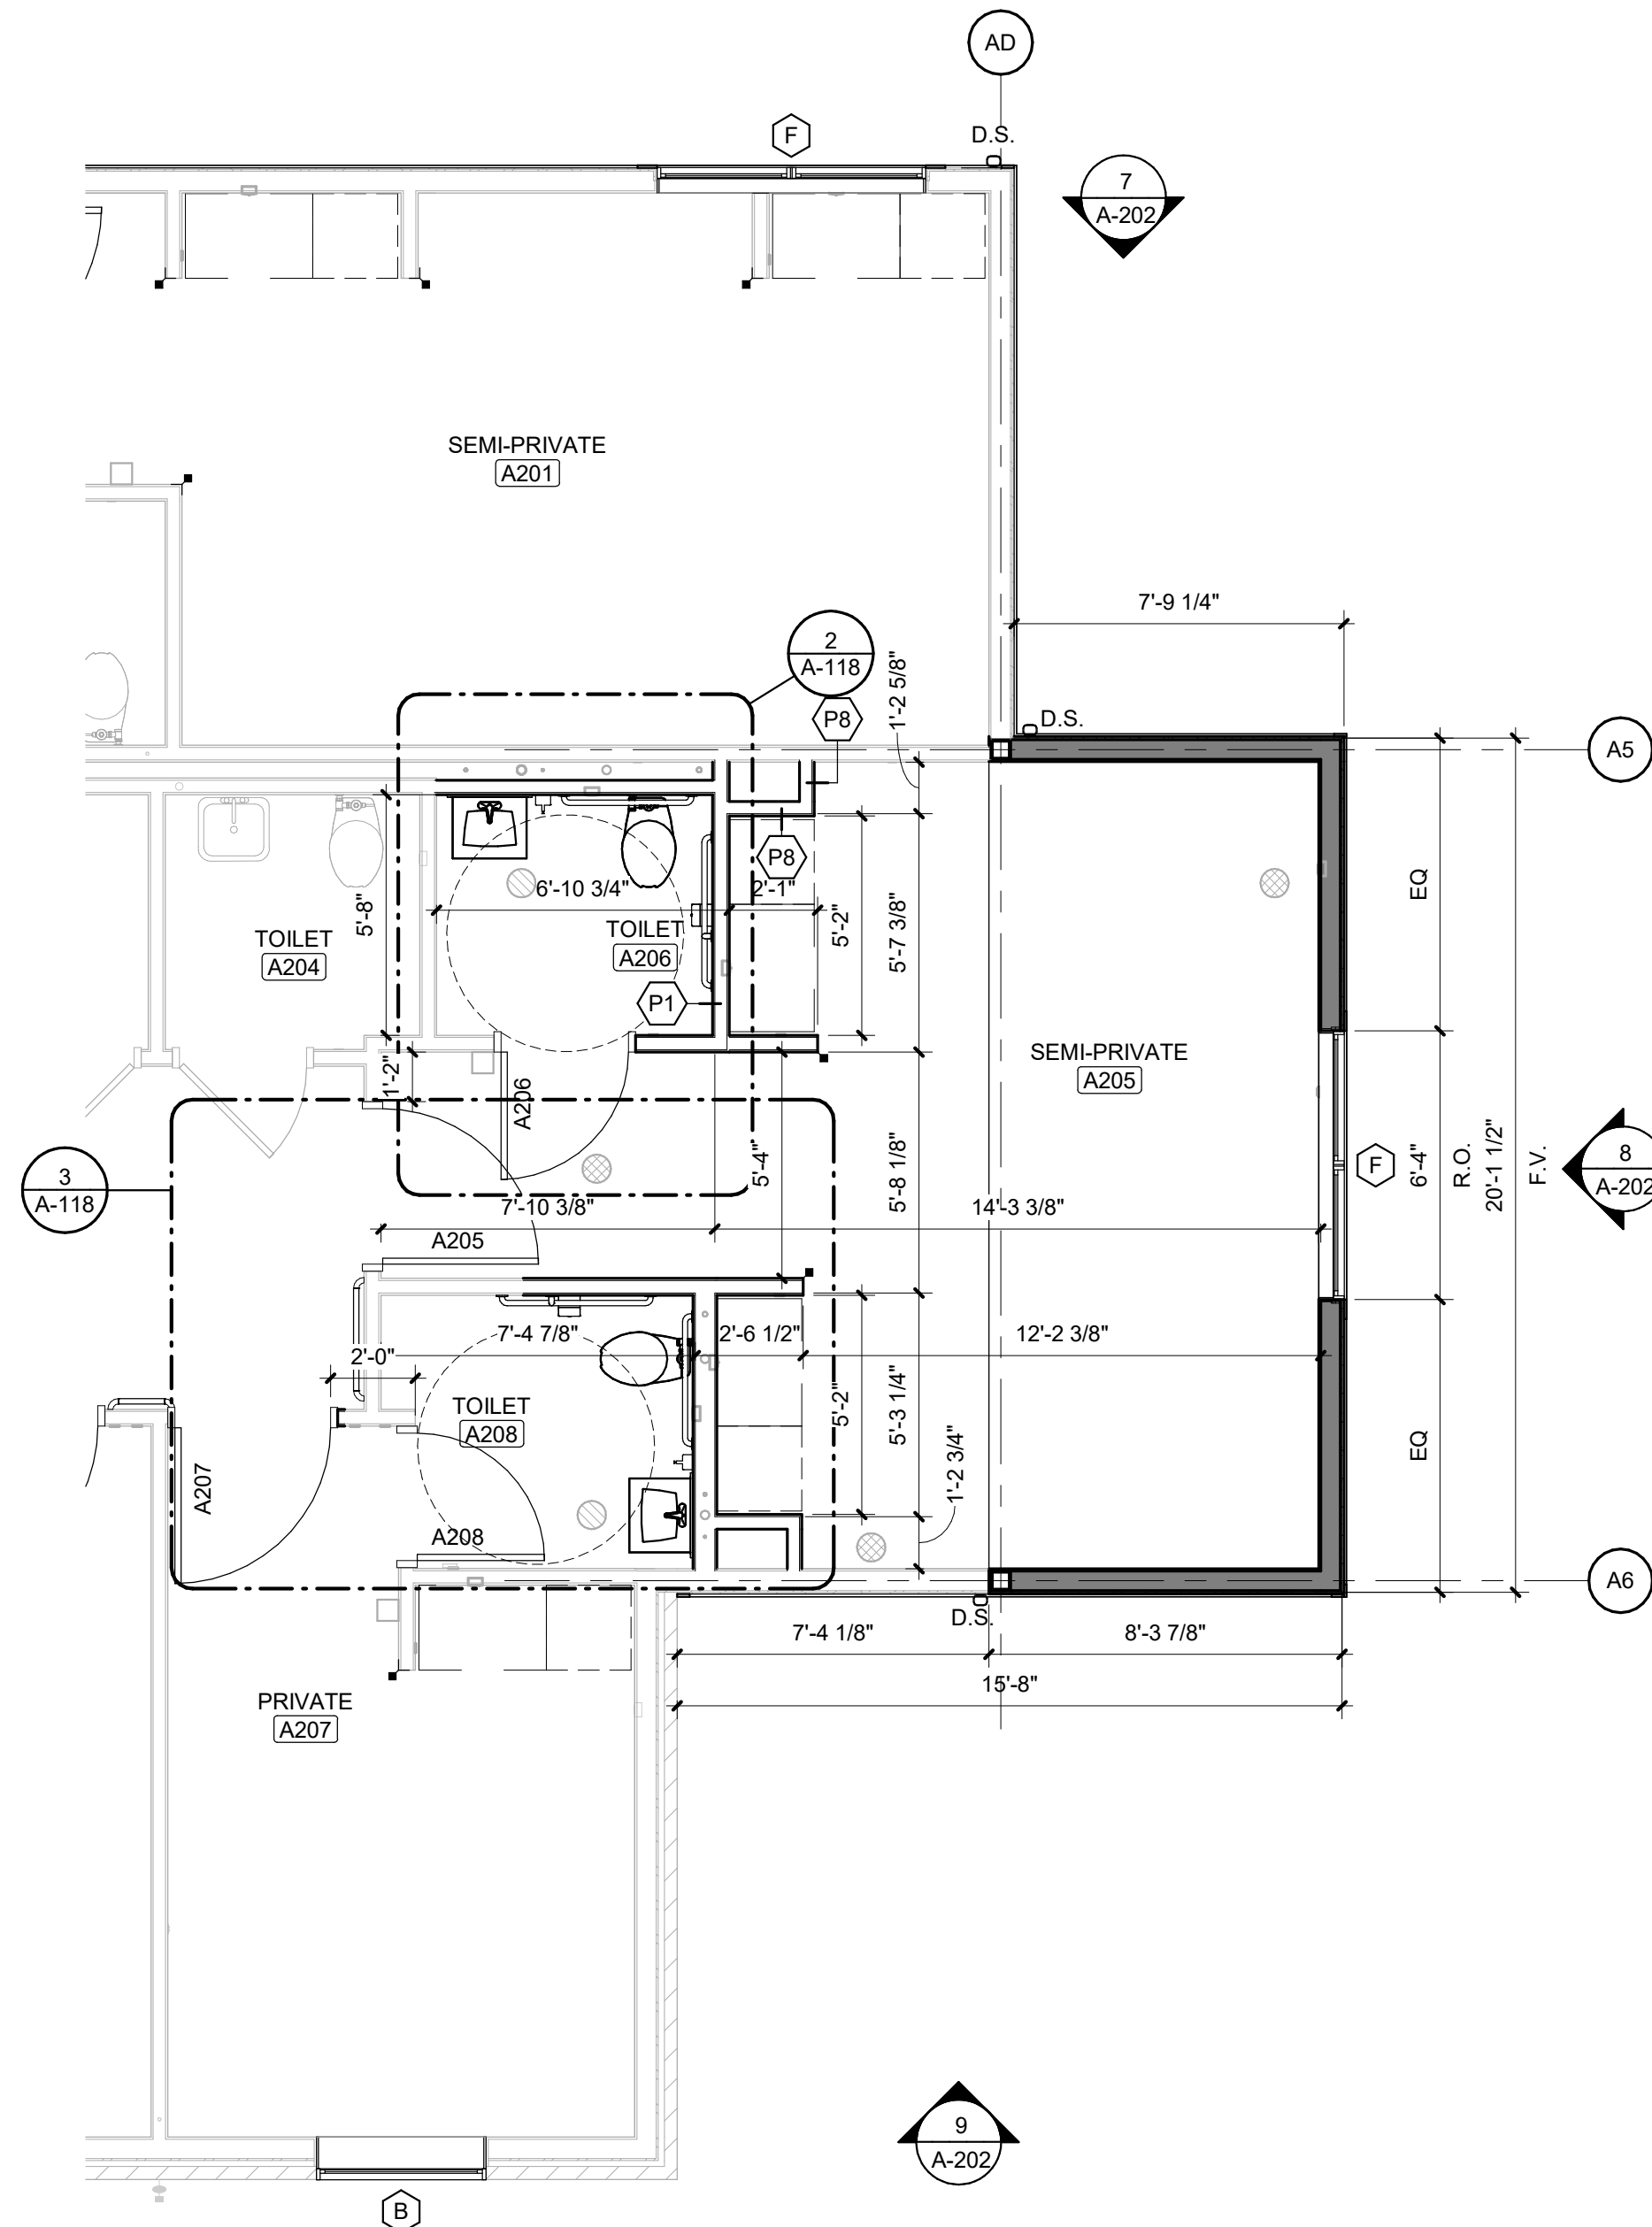 AD
D.S.
F
7
A-202
SEMI-PRIVATE
A201
7'-9 1/4"
2
A-118
P8
1'-2 5/8"
D.S.
A5
P8
6'-10 3/4"
2'-1"
5'-8"
5'-2"
5'-7 3/8"
EQ
TOILET
A204
TOILET
A206
P1
SEMI-PRIVATE
A205
1'-2"
A206
3
A-118
5'-4"
5'-8 1/8"
F
6'-4"
R.O.
20'-1 1/2"
F.V.
8
A-202
7'-10 3/8"
14'-3 3/8"
A205
7'-4 7/8"
2'-6 1/2"
12'-2 3/8"
2'-0"
TOILET
A208
5'-2"
5'-3 1/4"
1'-2 3/4"
EQ
A207
A208
A6
D.S.
7'-4 1/8"
8'-3 7/8"
15'-8"
PRIVATE
A207
9
A-202
B